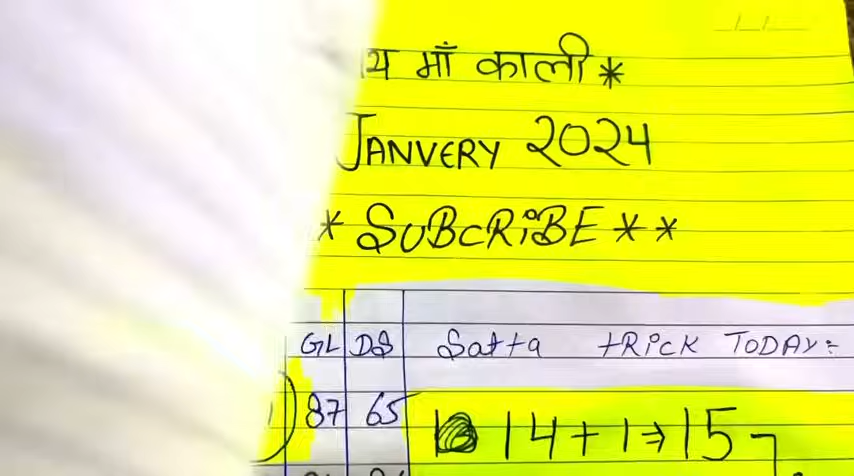 य माँ काली *
JANVERY 2024
* SUBCRiBE * *
GL DS Satta tRiCK TODAY:
87 65 14+1⇒15